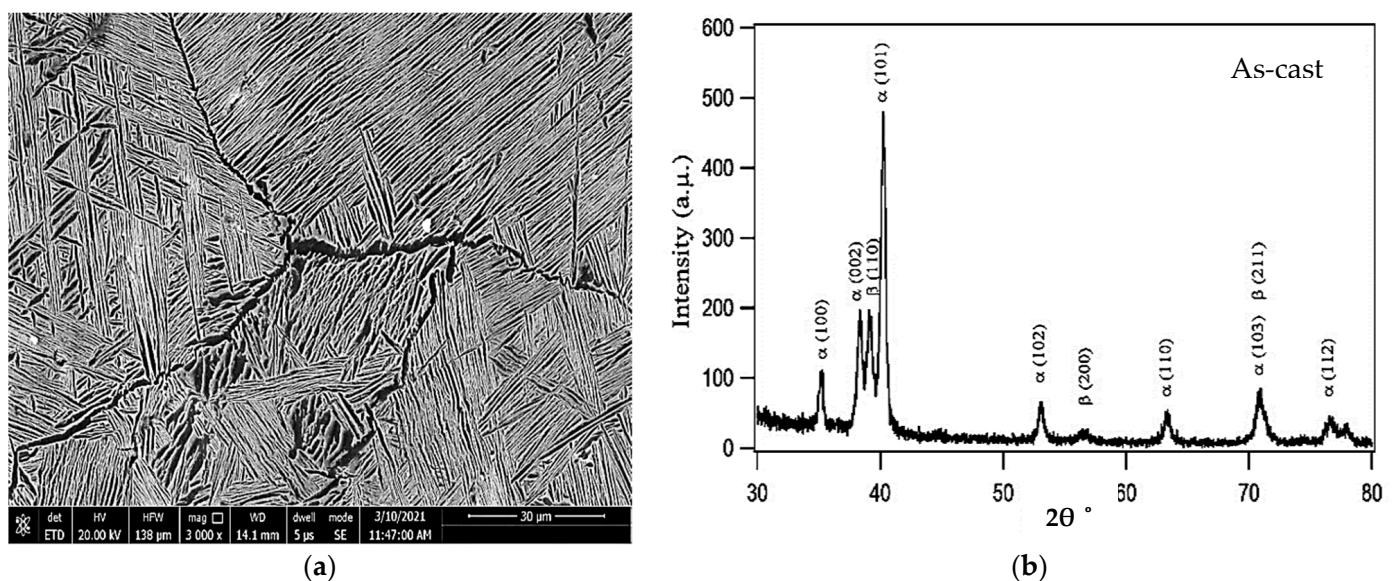 det HV HFW mag □ WD dwell mode 3/10/2021 30 µm
ETD 20.00 kV 138 µm 3 000 x 14.1 mm 5 µs SE 11:47:00 AM
(a)
As-cast
Intensity (a.μ.)
600
500
400
300
200
100
0
α (100)
α (002)
β (110)
α (101)
α (102)
β (200)
α (110)
α (103) β (211)
α (112)
30 40 50 60 70 80
2θ °
(b)